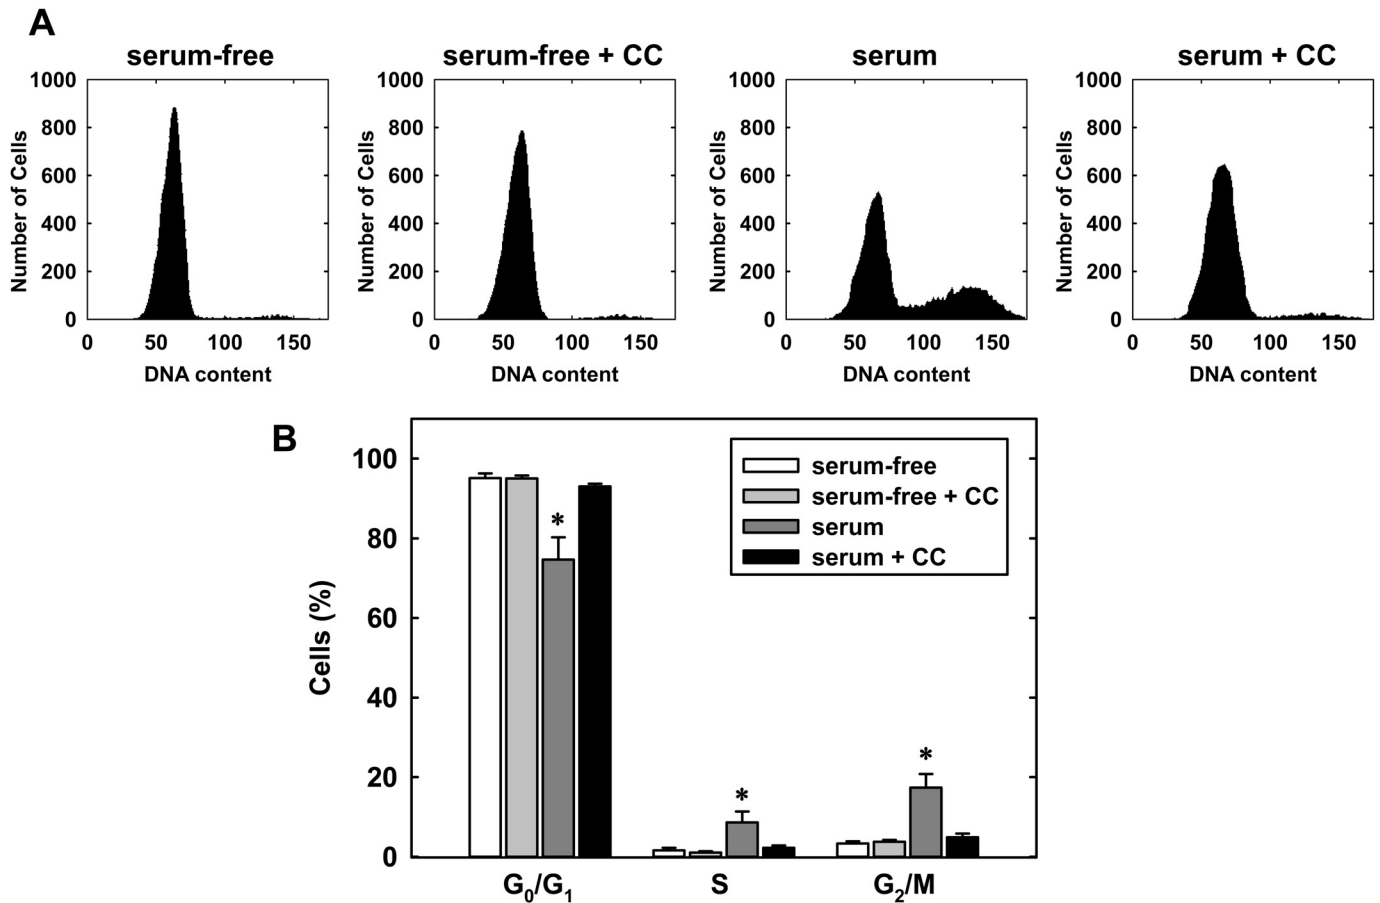 A
serum-free
serum-free + CC
serum
serum + CC
Number of Cells
1000
800
600
400
200
0
0 50 100 150
DNA content
Number of Cells
1000
800
600
400
200
0
0 50 100 150
DNA content
Number of Cells
1000
800
600
400
200
0
0 50 100 150
DNA content
Number of Cells
1000
800
600
400
200
0
0 50 100 150
DNA content
B
Cells (%)
100
80
60
40
20
0
serum-free
serum-free + CC
serum
serum + CC
*
*
*
G0/G1 S G2/M